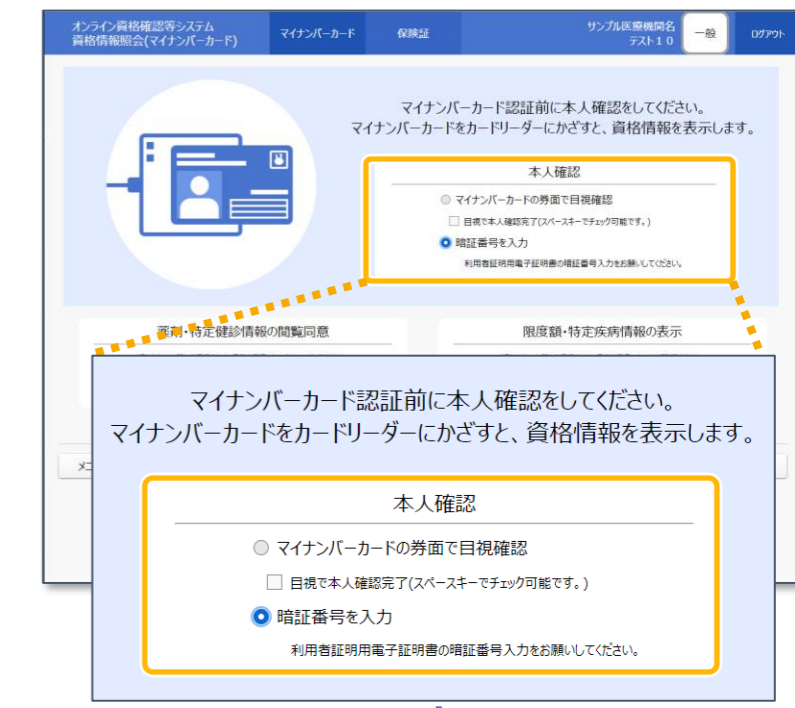 オンライン資格確認等システム
資格情報照会(マイナンバーカード)
マイナンバーカード
保険証
サンプル医療機関名
テスト１０
一般
ログアウト
マイナンバーカード認証前に本人確認をしてください。
マイナンバーカードをカードリーダーにかざすと、資格情報を表示します。
本人確認
マイナンバーカードの券面で目視確認
目視で本人確認完了(スペースキーでチェック可能です。)
暗証番号を入力
利用者証明用電子証明書の暗証番号入力をお願いしてください。
薬剤・特定健診情報の閲覧同意
限度額・特定疾病情報の表示
マイナンバーカード認証前に本人確認をしてください。
マイナンバーカードをカードリーダーにかざすと、資格情報を表示します。
本人確認
マイナンバーカードの券面で目視確認
目視で本人確認完了(スペースキーでチェック可能です。)
暗証番号を入力
利用者証明用電子証明書の暗証番号入力をお願いしてください。